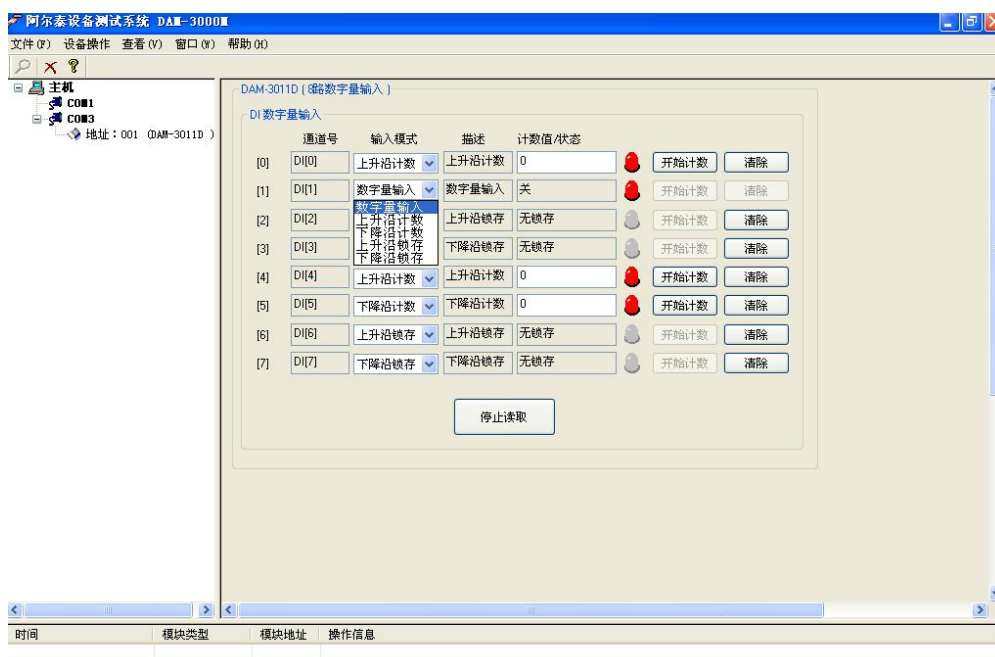 阿尔泰设备测试系统 DAM-3000M
文件(F) 设备操作 查看(V) 窗口(W) 帮助(H)
主机
COM1
COM3
地址：001 (DAM-3011D )
DAM-3011D ( 8路数字量输入 )
DI 数字量输入
通道号 输入模式 描述 计数值/状态
[0] DI[0] 上升沿计数 上升沿计数 0 开始计数 清除
[1] DI[1] 数字量输入 数字量输入 关 开始计数 清除
数字量输入
上升沿计数
下降沿计数
上升沿锁存
下降沿锁存
[2] DI[2] 上升沿锁存 无锁存 开始计数 清除
[3] DI[3] 下降沿锁存 无锁存 开始计数 清除
[4] DI[4] 上升沿计数 上升沿计数 0 开始计数 清除
[5] DI[5] 下降沿计数 下降沿计数 0 开始计数 清除
[6] DI[6] 上升沿锁存 上升沿锁存 无锁存 开始计数 清除
[7] DI[7] 下降沿锁存 下降沿锁存 无锁存 开始计数 清除
停止读取
时间 模块类型 模块地址 操作信息